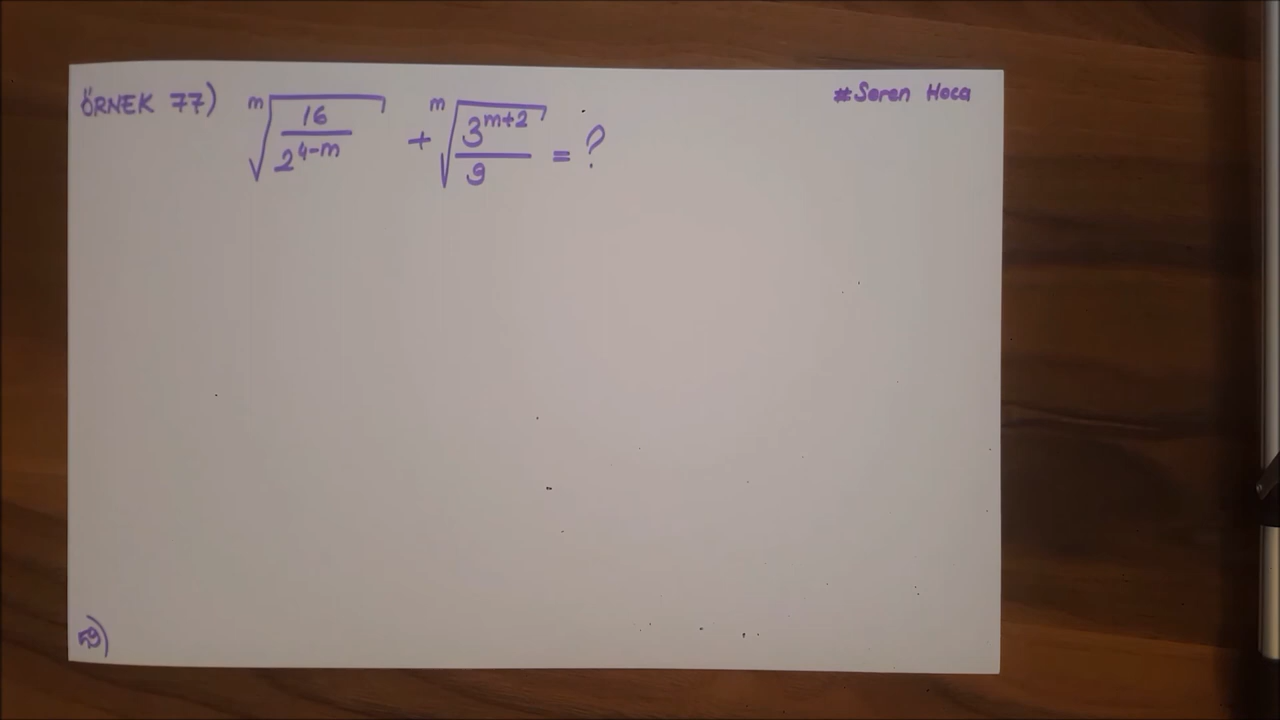 ÖRNEK 77) ᵐ√(16/2^(4-m)) + ᵐ√(3^(m+2)/9) = ?
#Seren Hoca
59)